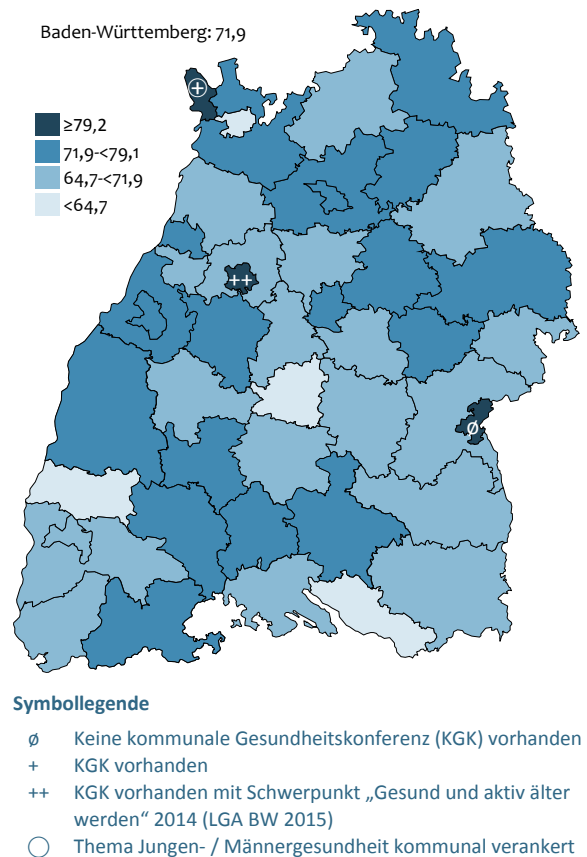 Baden-Württemberg: 71,9
≥79,2
71,9-<79,1
64,7-<71,9
<64,7
+
++
ø
Symbollegende
ø Keine kommunale Gesundheitskonferenz (KGK) vorhanden
+ KGK vorhanden
++ KGK vorhanden mit Schwerpunkt „Gesund und aktiv älter
werden“ 2014 (LGA BW 2015)
◯ Thema Jungen- / Männergesundheit kommunal verankert